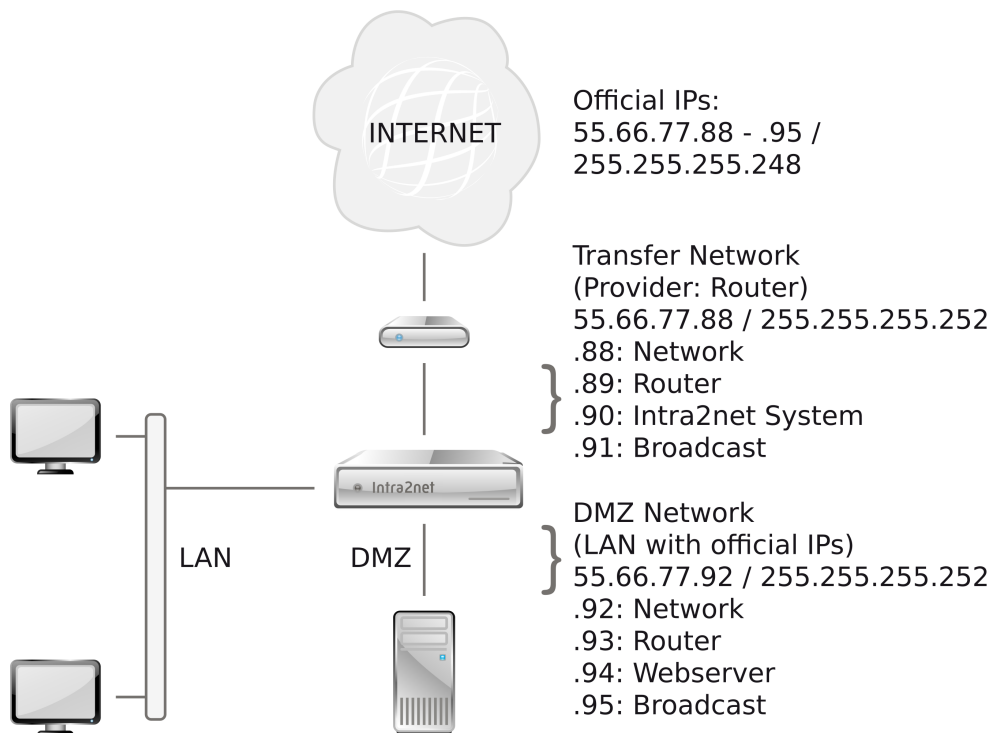 INTERNET
Official IPs:
55.66.77.88 - .95 /
255.255.255.248
Transfer Network
(Provider: Router)
55.66.77.88 / 255.255.255.252
.88: Network
.89: Router
.90: Intra2net System
.91: Broadcast
Intra2net
LAN
DMZ
DMZ Network
(LAN with official IPs)
55.66.77.92 / 255.255.255.252
.92: Network
.93: Router
.94: Webserver
.95: Broadcast